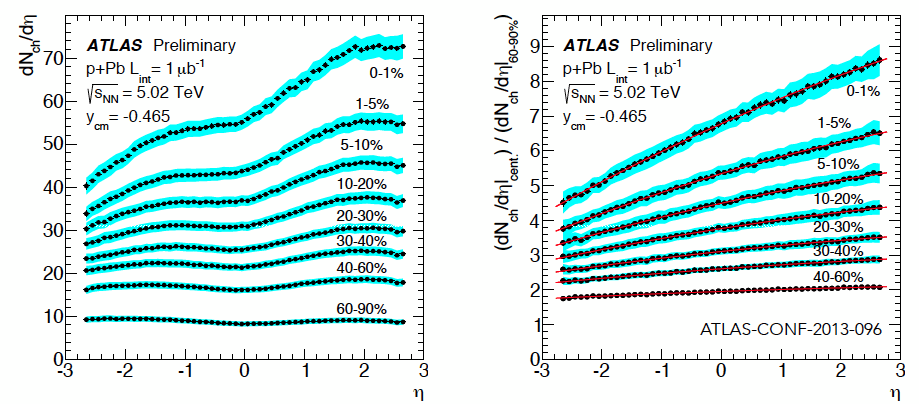 dN_ch/dη
70
60
50
40
30
20
10
0
-3 -2 -1 0 1 2 3
η
ATLAS Preliminary
p+Pb L_int = 1 μb⁻¹
√s_NN = 5.02 TeV
y_cm = -0.465
0-1%
1-5%
5-10%
10-20%
20-30%
30-40%
40-60%
60-90%
(dN_ch/dη|_cent.) / (dN_ch/dη|_60-90%)
9
8
7
6
5
4
3
2
1
0
-3 -2 -1 0 1 2 3
η
ATLAS Preliminary
p+Pb L_int = 1 μb⁻¹
√s_NN = 5.02 TeV
y_cm = -0.465
0-1%
1-5%
5-10%
10-20%
20-30%
30-40%
40-60%
ATLAS-CONF-2013-096